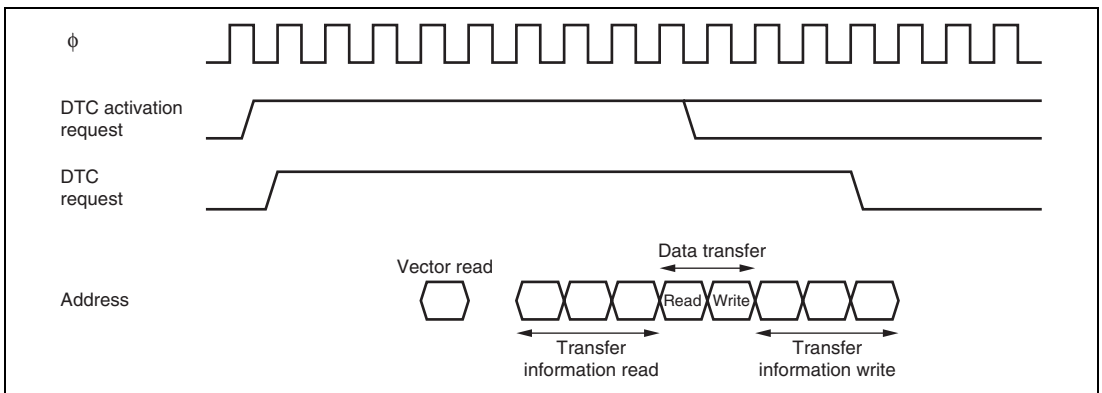 ϕ
DTC activation
request
DTC
request
Data transfer
Vector read
Address
Read
Write
Transfer
information read
Transfer
information write